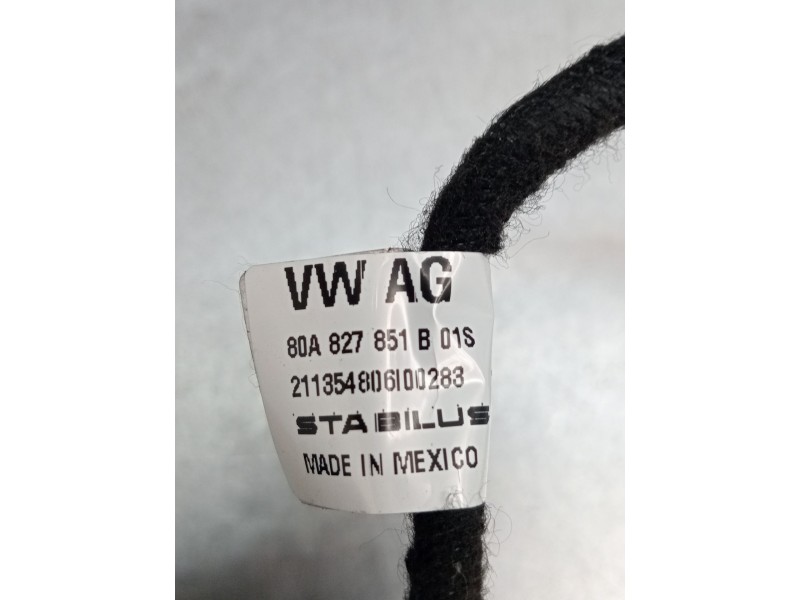 VW AG
80A 827 851 B 01S
211354806I00283
STABILUS
MADE IN MEXICO